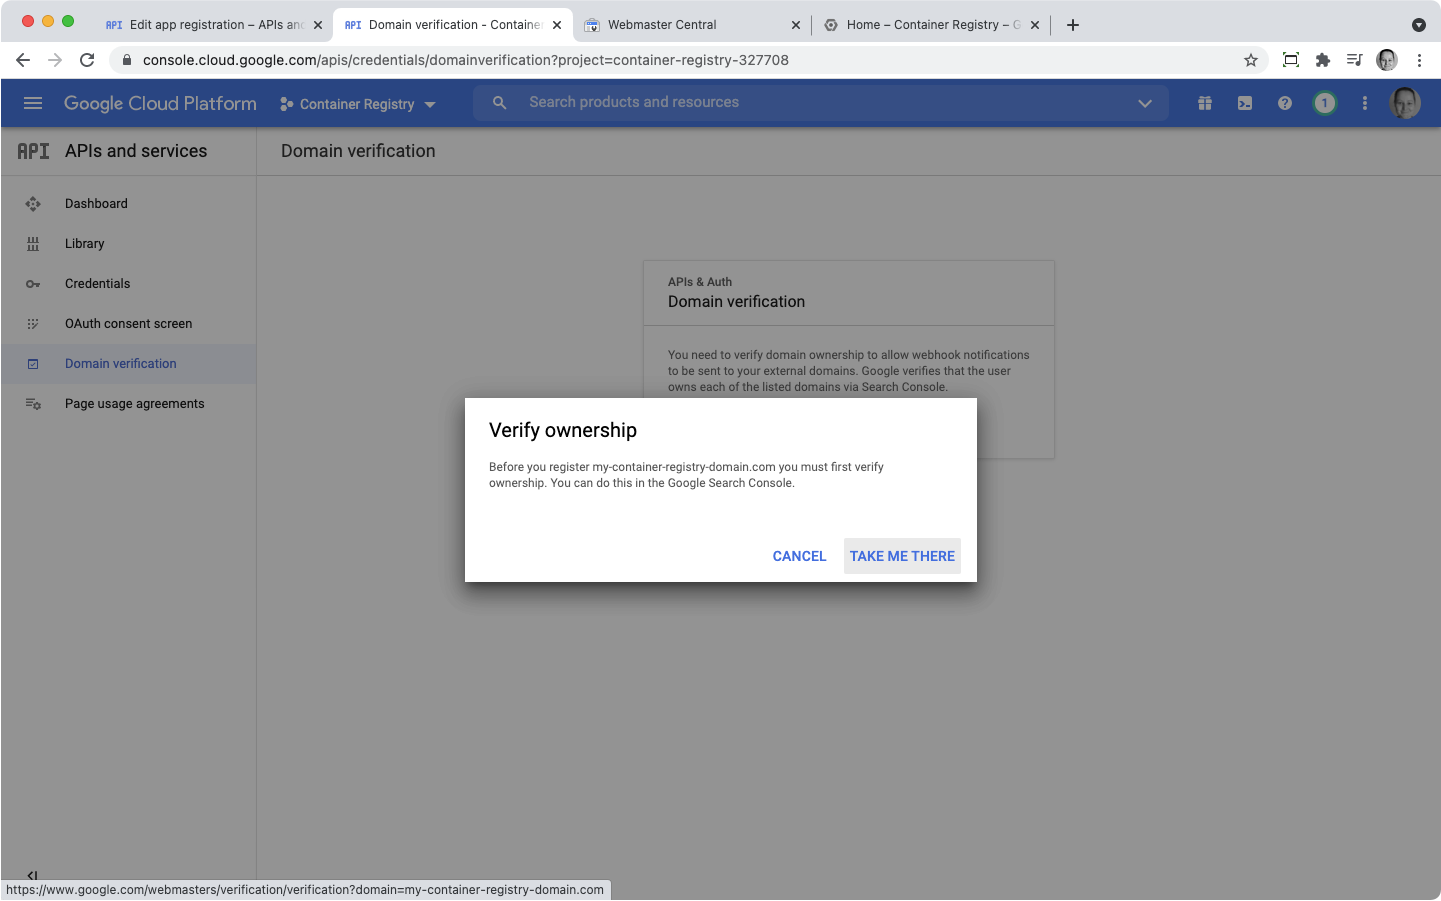 API Edit app registration – APIs and
API Domain verification - Container
Webmaster Central
Home – Container Registry – G
console.cloud.google.com/apis/credentials/domainverification?project=container-registry-327708
Google Cloud Platform
Container Registry
Search products and resources
1
API APIs and services
Domain verification
Dashboard
Library
Credentials
OAuth consent screen
Domain verification
Page usage agreements
APIs & Auth
Domain verification
You need to verify domain ownership to allow webhook notifications
to be sent to your external domains. Google verifies that the user
owns each of the listed domains via Search Console.
Verify ownership
Before you register my-container-registry-domain.com you must first verify
ownership. You can do this in the Google Search Console.
CANCEL
TAKE ME THERE
https://www.google.com/webmasters/verification/verification?domain=my-container-registry-domain.com